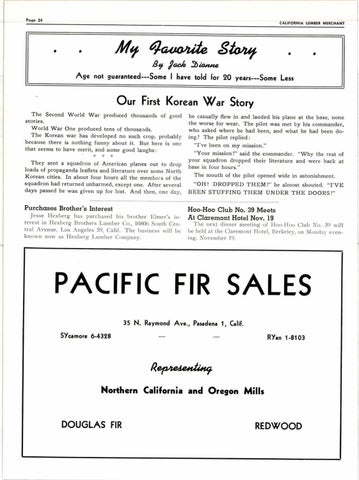 Page 24
CALIFORNIA LUMBER MERCHANT
. . My Favorite Story . .
By Jack Dionne
Age not guaranteed---Some I have told for 20 years---Some Less
Our First Korean War Story
The Second World War produced thousands of good
stories.
World War One produced tens of thousands.
The Korean war has developed no such crop, probably
because there is nothing funny about it. But here is one
that seems to have merit, and some good laughs:
* * *
They sent a squadron of American planes out to drop
loads of propaganda leaflets and literature over some North
Korean cities. In about four hours all the members of the
squadron had returned unharmed, except one. After several
days passed he was given up for lost. And then, one day,
he casually flew in and landed his plane at the base, none
the worse for wear. The pilot was met by his commander,
who asked where he had been, and what he had been do-
ing? The pilot replied:
"I've been on my mission."
"Your mission!" said the commander. "Why the rest of
your squadron dropped their literature and were back at
base in four hours."
The mouth of the pilot opened wide in astonishment.
"OH! DROPPED THEM!" he almost shouted. "I'VE
BEEN STUFFING THEM UNDER THE DOORS!"
Purchases Brother's Interest
Jesse Hexberg has purchased his brother Elmer's in-
terest in Hexberg Brothers Lumber Co., 10806 South Cen-
tral Avenue, Los Angeles 59, Calif. The business will be
known now as Hexberg Lumber Company.
Hoo-Hoo Club No. 39 Meets
At Claremont Hotel Nov. 19
The next dinner meeting of Hoo-Hoo Club No. 39 will
be held at the Claremont Hotel, Berkeley, on Monday eve-
ning, November 19.
PACIFIC FIR SALES
35 N. Raymond Ave., Pasadena 1, Calif.
SYcamore 6-4328 — — RYan 1-8103
Representing
Northern California and Oregon Mills
DOUGLAS FIR REDWOOD